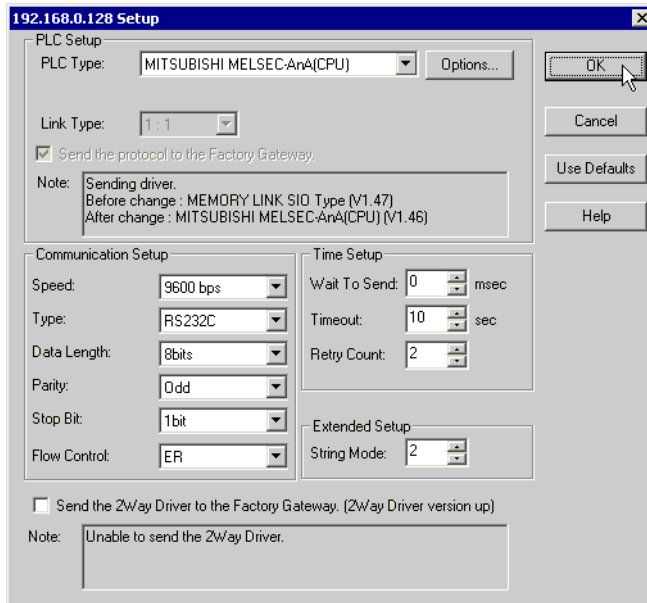 192.168.0.128 Setup
PLC Setup
PLC Type: MITSUBISHI MELSEC-AnA(CPU) Options... OK
Link Type: 1 : 1 Cancel
Send the protocol to the Factory Gateway.
Use Defaults
Note: Sending driver.
Before change : MEMORY LINK SIO Type (V1.47)
After change : MITSUBISHI MELSEC-AnA(CPU) (V1.46)
Help
Communication Setup
Speed: 9600 bps
Type: RS232C
Data Length: 8bits
Parity: Odd
Stop Bit: 1bit
Flow Control: ER
Time Setup
Wait To Send: 0 msec
Timeout: 10 sec
Retry Count: 2
Extended Setup
String Mode: 2
Send the 2Way Driver to the Factory Gateway. (2Way Driver version up)
Note: Unable to send the 2Way Driver.